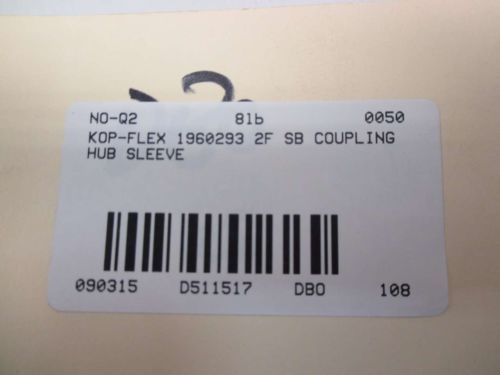 NO-Q2 81b 0050
KOP-FLEX 1960293 2F SB COUPLING
HUB SLEEVE
090315 D511517 DBO 108